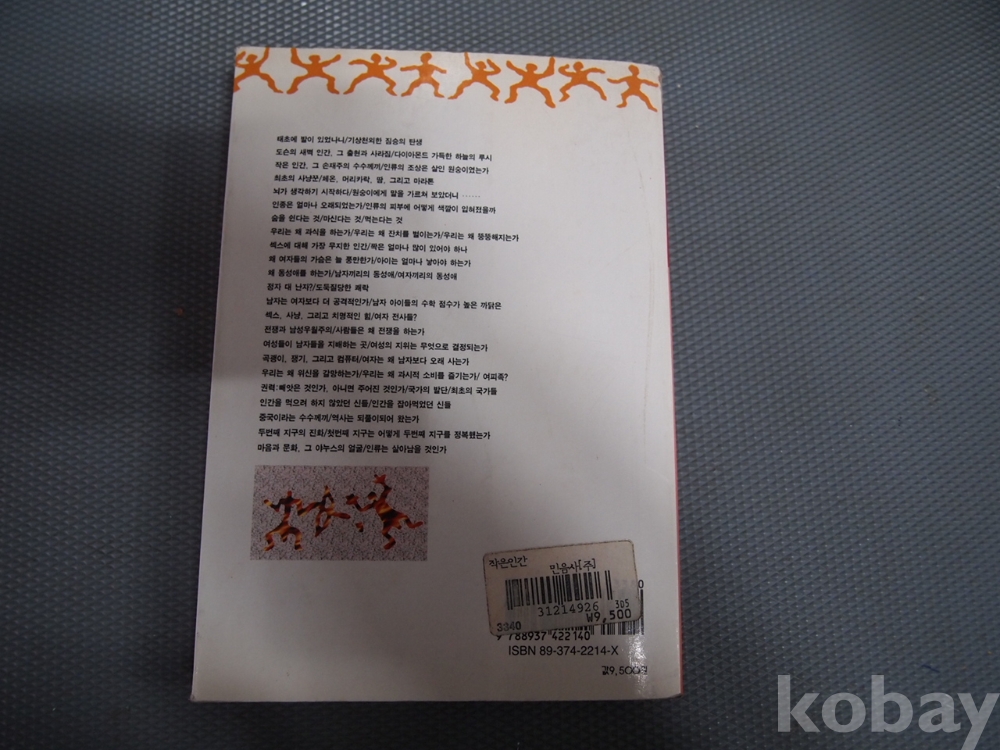 태초에 발이 있었나니/기상천외한 짐승의 탄생
도슨의 새벽 인간, 그 출현과 사라짐/다이아몬드 가득한 하늘의 루시
작은 인간, 그 손재주의 수수께끼/인류의 조상은 살인 원숭이였는가
최초의 사냥꾼/체온, 머리카락, 땀, 그리고 마라톤
뇌가 생각하기 시작하다/원숭이에게 말을 가르쳐 보았더니 ……
인종은 얼마나 오래되었는가/인류의 피부에 어떻게 색깔이 입혀졌을까
숨을 쉰다는 것/마신다는 것/먹는다는 것
우리는 왜 과식을 하는가/우리는 왜 잔치를 벌이는가/우리는 왜 뚱뚱해지는가
섹스에 대해 가장 무지한 인간/짝은 얼마나 많이 있어야 하나
왜 여자들의 가슴은 늘 풍만한가/아이는 얼마나 낳아야 하는가
왜 동성애를 하는가/남자끼리의 동성애/여자끼리의 동성애
정자 대 난자?/도둑질당한 쾌락
남자는 여자보다 더 공격적인가/남자 아이들의 수학 점수가 높은 까닭은
섹스, 사냥, 그리고 치명적인 힘/여자 전사들?
전쟁과 남성우월주의/사람들은 왜 전쟁을 하는가
여성들이 남자들을 지배하는 곳/여성의 지위는 무엇으로 결정되는가
곡괭이, 쟁기, 그리고 컴퓨터/여자는 왜 남자보다 오래 사는가
우리는 왜 위신을 갈망하는가/우리는 왜 과시적 소비를 즐기는가/ 여피족?
권력:빼앗은 것인가, 아니면 주어진 것인가/국가의 발단/최초의 국가들
인간을 먹으려 하지 않았던 신들/인간을 잡아먹었던 신들
중국이라는 수수께끼/역사는 되풀이되어 왔는가
두번째 지구의 진화/첫번째 지구는 어떻게 두번째 지구를 정복했는가
마음과 문화, 그 야누스의 얼굴/인류는 살아남을 것인가
작은인간 민음사[주]
31214926 305
3340 ₩9,500
9 788937 422140
ISBN 89-374-2214-X
값9,500원
kobay